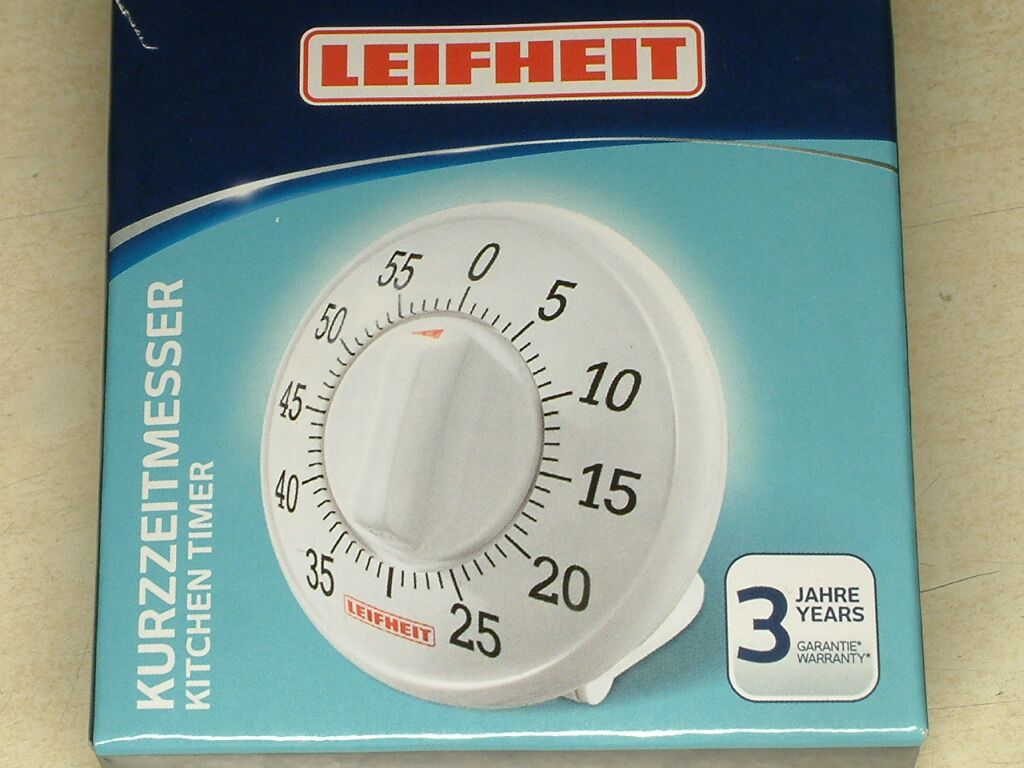 LEIFHEIT
KURZZEITMESSER
KITCHEN TIMER
0
5
10
15
20
25
35
40
45
50
55
LEIFHEIT
3 JAHRE
YEARS
GARANTIE*
WARRANTY*